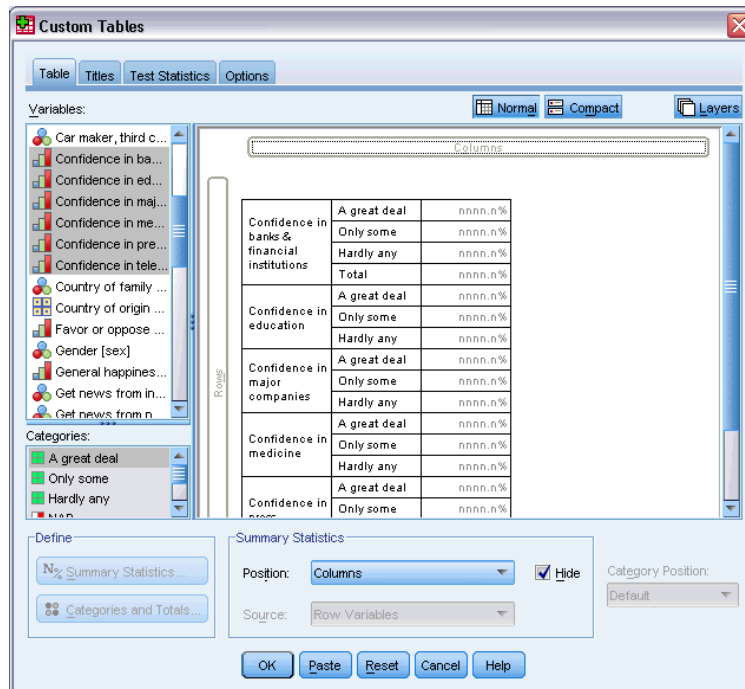 Custom Tables
Table Titles Test Statistics Options
Variables:
Normal Compact Layers
Car maker, third c...
Confidence in ba...
Confidence in ed...
Confidence in maj...
Confidence in me...
Confidence in pre...
Confidence in tele...
Country of family ...
Country of origin ...
Favor or oppose ...
Gender [sex]
General happines...
Get news from in...
Get news from n...
Categories:
A great deal
Only some
Hardly any
NAP
Columns
Rows
Confidence in banks & financial institutions
A great deal nnnn.n%
Only some nnnn.n%
Hardly any nnnn.n%
Total nnnn.n%
Confidence in education
A great deal nnnn.n%
Only some nnnn.n%
Hardly any nnnn.n%
Confidence in major companies
A great deal nnnn.n%
Only some nnnn.n%
Hardly any nnnn.n%
Confidence in medicine
A great deal nnnn.n%
Only some nnnn.n%
Hardly any nnnn.n%
Confidence in press
A great deal nnnn.n%
Only some nnnn.n%
Define
N% Summary Statistics...
Categories and Totals...
Summary Statistics
Position: Columns Hide
Source: Row Variables
Category Position:
Default
OK Paste Reset Cancel Help